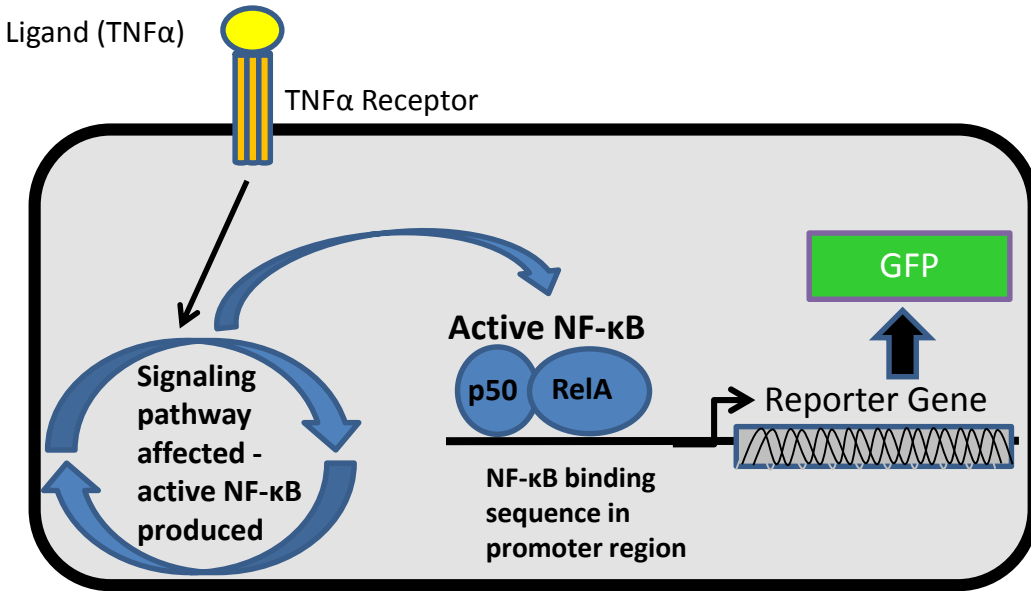 Ligand (TNFα)
TNFα Receptor
GFP
Active NF-κB
p50
RelA
Reporter Gene
Signaling
pathway
affected -
active NF-κB
produced
NF-κB binding
sequence in
promoter region